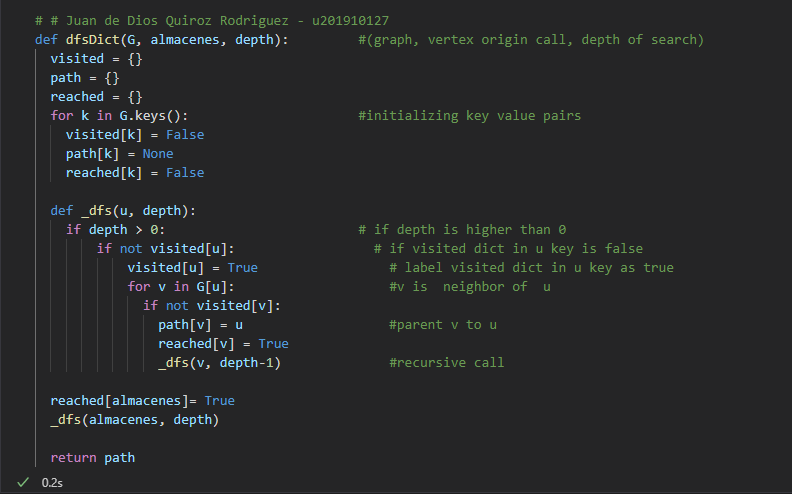 # # Juan de Dios Quiroz Rodriguez - u201910127
def dfsDict(G, almacenes, depth):         #(graph, vertex origin call, depth of search)
  visited = {}
  path = {}
  reached = {}
  for k in G.keys():                      #initializing key value pairs
    visited[k] = False
    path[k] = None
    reached[k] = False

  def _dfs(u, depth):
    if depth > 0:                         # if depth is higher than 0
        if not visited[u]:                  # if visited dict in u key is false
            visited[u] = True                 # label visited dict in u key as true
            for v in G[u]:                    #v is  neighbor of  u
              if not visited[v]:
                path[v] = u                   #parent v to u
                reached[v] = True
                _dfs(v, depth-1)              #recursive call

  reached[almacenes]= True
  _dfs(almacenes, depth)

  return path
✓ 0.2s